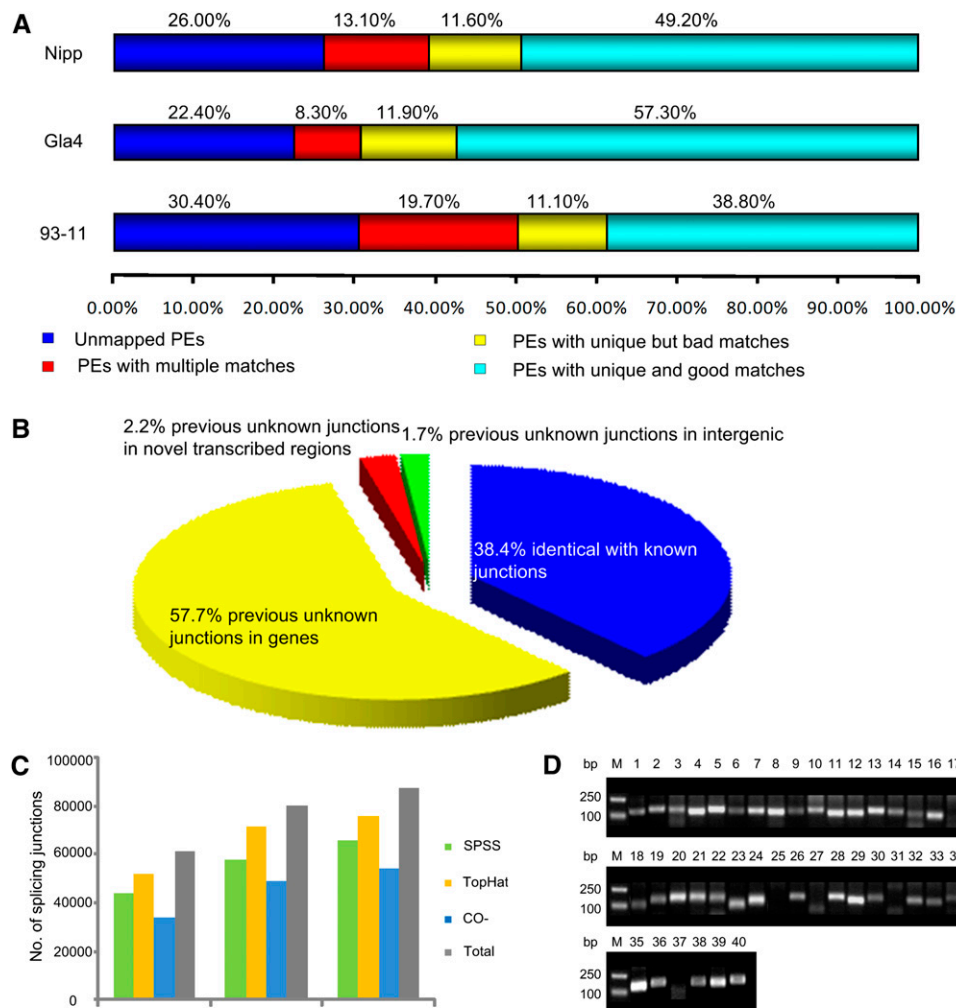 A
26.00% 13.10% 11.60% 49.20%
Nipp
22.40% 8.30% 11.90% 57.30%
Gla4
30.40% 19.70% 11.10% 38.80%
93-11
0.00% 10.00% 20.00% 30.00% 40.00% 50.00% 60.00% 70.00% 80.00% 90.00% 100.00%
Unmapped PEs
PEs with unique but bad matches
PEs with multiple matches
PEs with unique and good matches
B
2.2% previous unknown junctions
in novel transcribed regions
1.7% previous unknown junctions in intergenic
38.4% identical with known
junctions
57.7% previous unknown
junctions in genes
C
No. of splicing junctions
100000
80000
60000
40000
20000
0
SPSS
TopHat
CO-
Total
D
bp M 1 2 3 4 5 6 7 8 9 10 11 12 13 14 15 16 17
250
100
bp M 18 19 20 21 22 23 24 25 26 27 28 29 30 31 32 33
250
100
bp M 35 36 37 38 39 40
250
100